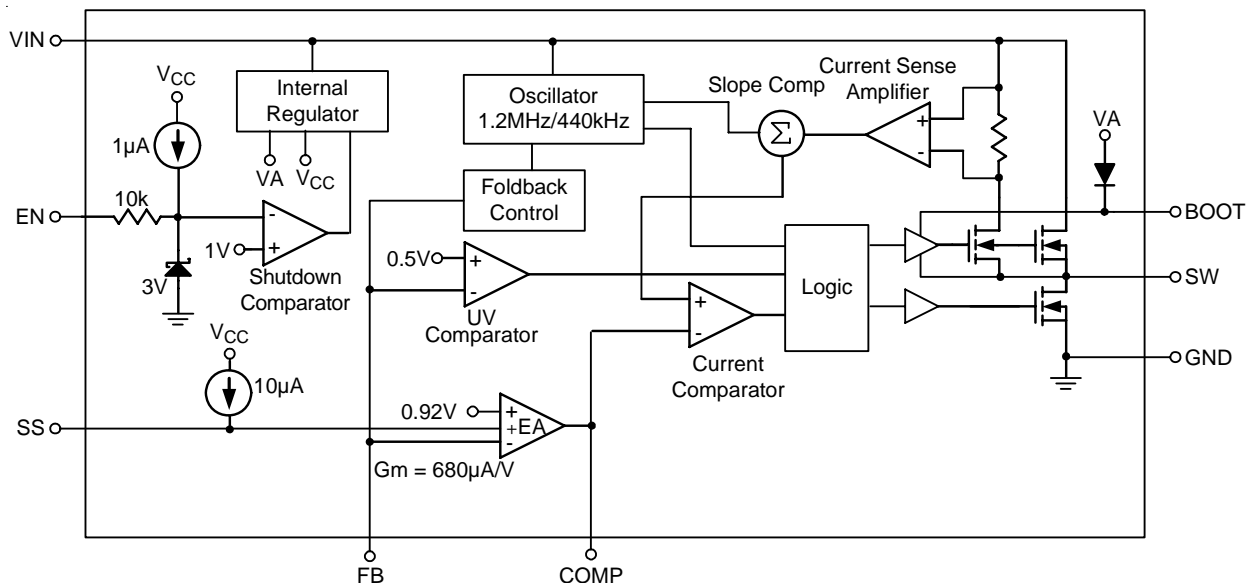 VIN
VCC
1µA
10k
EN
3V
1V
-
+
Shutdown
Comparator
Internal
Regulator
VA
VCC
Oscillator
1.2MHz/440kHz
Foldback
Control
Slope Comp
Σ
Current Sense
Amplifier
+
-
VA
BOOT
SW
GND
0.5V
+
-
UV
Comparator
Logic
+
-
Current
Comparator
VCC
10µA
SS
0.92V
+
+EA
-
Gm = 680µA/V
FB
COMP